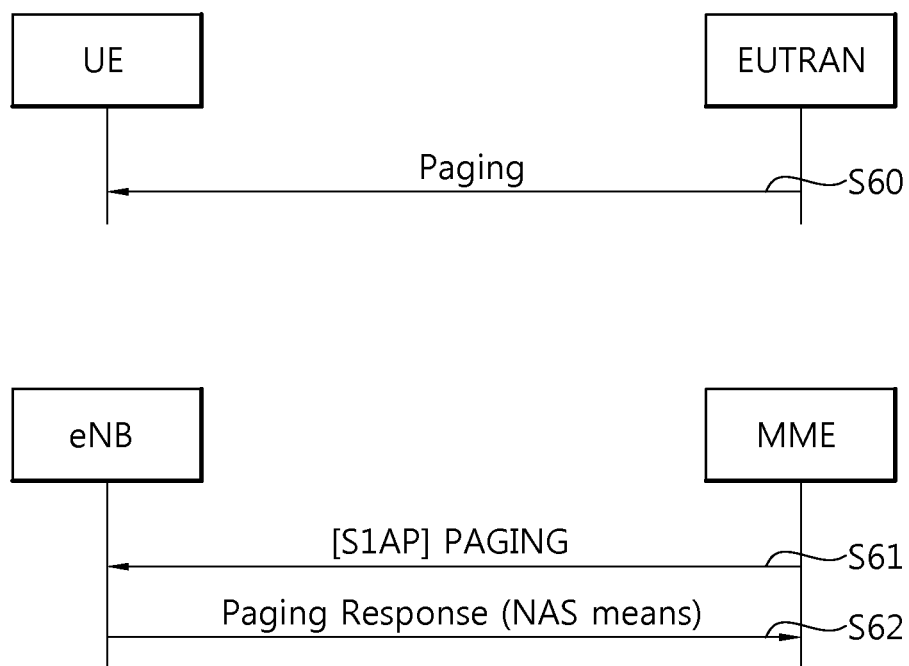 UE
EUTRAN
Paging
S60
eNB
MME
[S1AP] PAGING
S61
Paging Response (NAS means)
S62